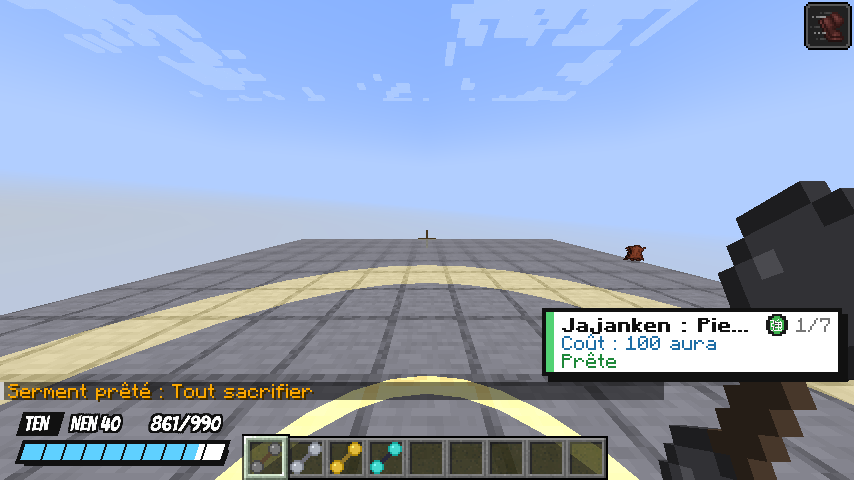 Jajanken : Pie... 1/7
Coût : 100 aura
Prête
Serment prêté : Tout sacrifier
TEN NEN 40 861/990